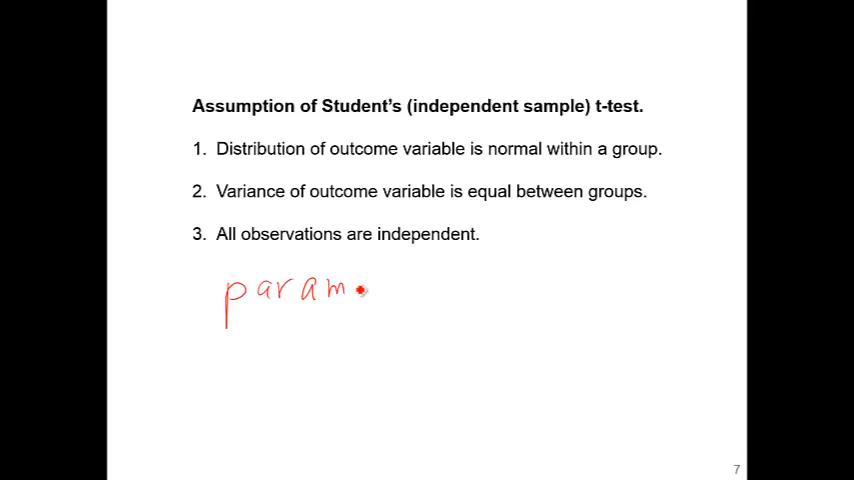 Assumption of Student's (independent sample) t-test.
1. Distribution of outcome variable is normal within a group.
2. Variance of outcome variable is equal between groups.
3. All observations are independent.
param
7